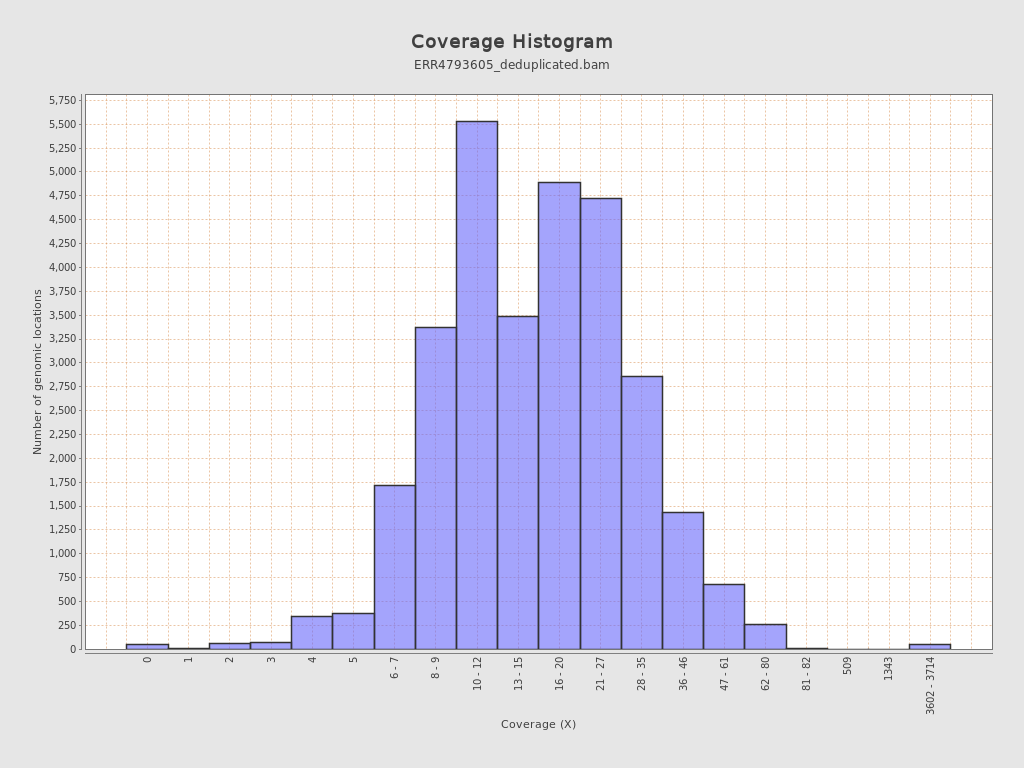 Coverage Histogram
ERR4793605_deduplicated.bam
Number of genomic locations
5,750
5,500
5,250
5,000
4,750
4,500
4,250
4,000
3,750
3,500
3,250
3,000
2,750
2,500
2,250
2,000
1,750
1,500
1,250
1,000
750
500
250
0
0
1
2
3
4
5
6 - 7
8 - 9
10 - 12
13 - 15
16 - 20
21 - 27
28 - 35
36 - 46
47 - 61
62 - 80
81 - 82
509
1343
3602 - 3714
Coverage (X)